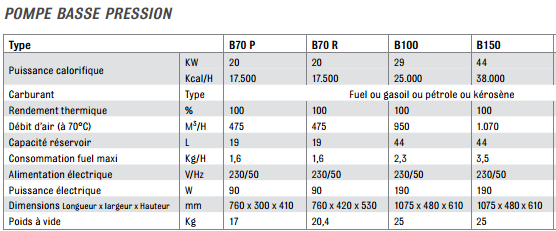 POMPE BASSE PRESSION
Type B70 P B70 R B100 B150
Puissance calorifique KW 20 20 29 44
Kcal/H 17.500 17.500 25.000 38.000
Carburant Type Fuel ou gasoil ou pétrole ou kérosène
Rendement thermique % 100 100 100 100
Débit d'air (à 70°C) M³/H 475 475 950 1.070
Capacité réservoir L 19 19 44 44
Consommation fuel maxi Kg/H 1,6 1,6 2,3 3,5
Alimentation électrique V/Hz 230/50 230/50 230/50 230/50
Puissance électrique W 90 90 190 190
Dimensions Longueur x largeur x Hauteur mm 760 x 300 x 410 760 x 420 x 530 1075 x 480 x 610 1075 x 480 x 610
Poids à vide Kg 17 20,4 25 25